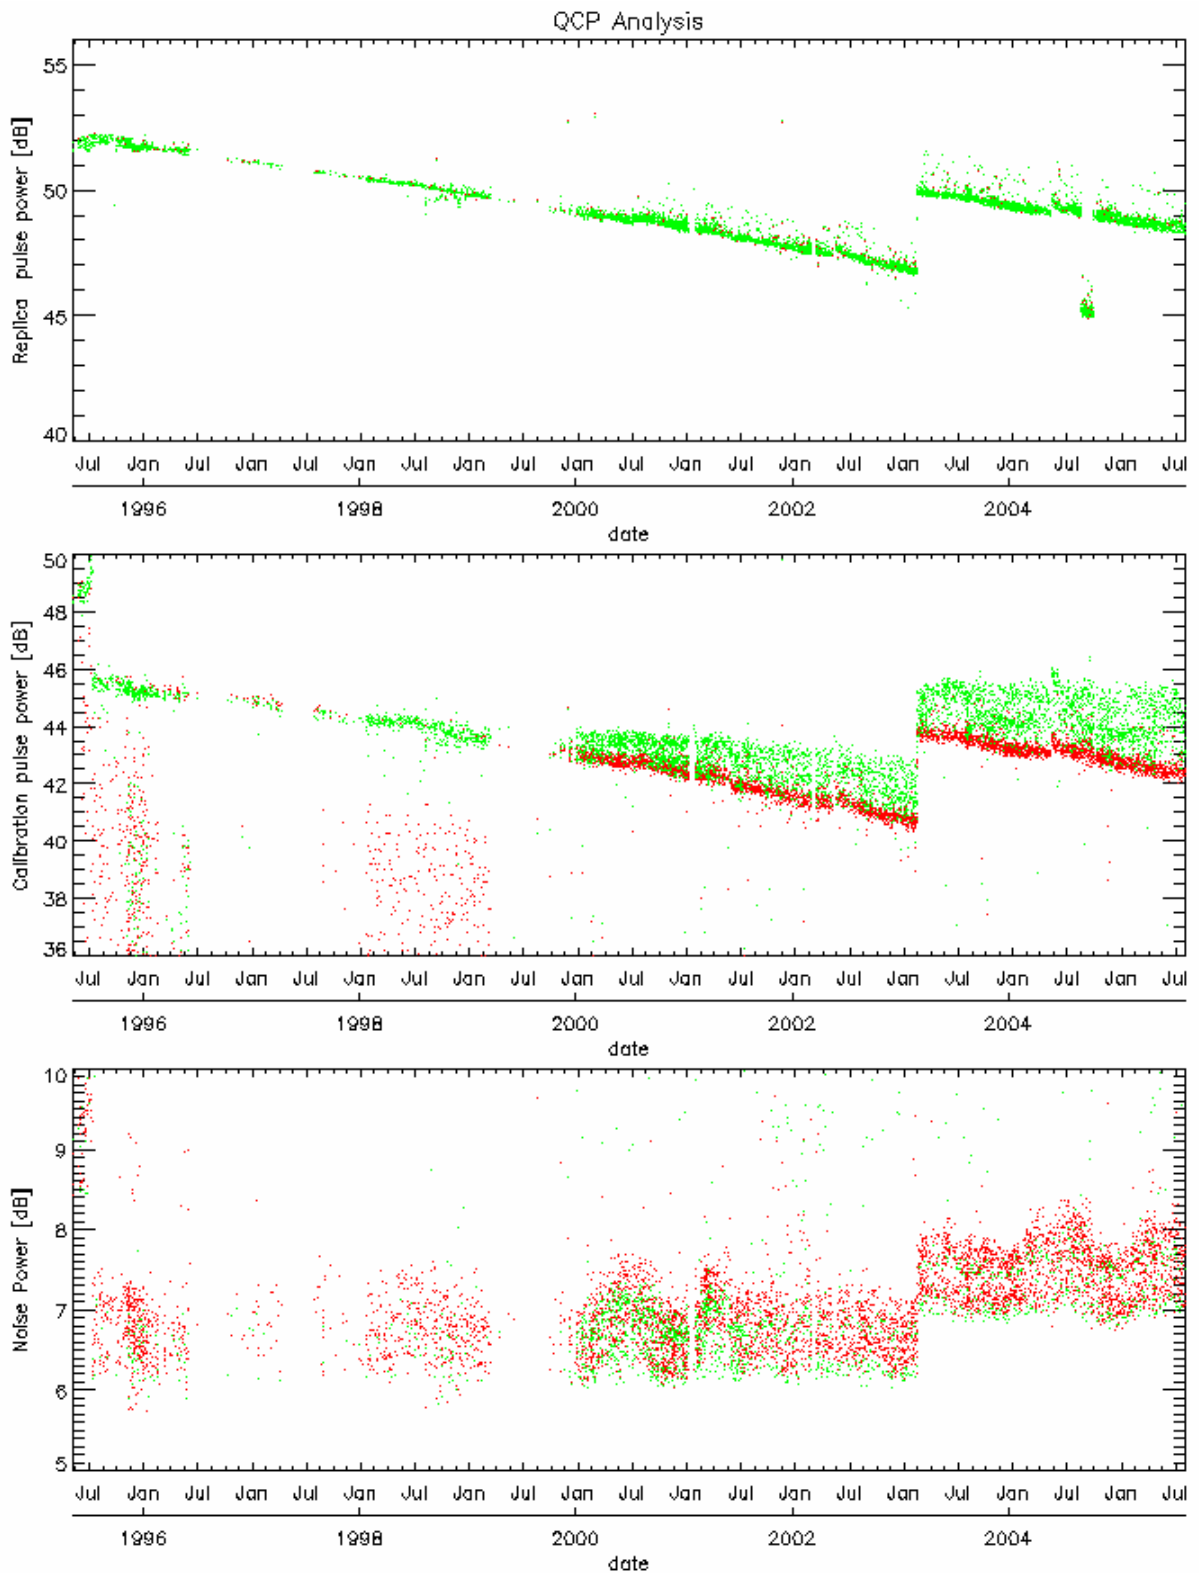 QCP Analysis
55
50
45
40
Replica pulse power [dB]
Jul Jan Jul Jan Jul Jan Jul Jan Jul Jan Jul Jan Jul Jan Jul Jan Jul Jan Jul Jan Jul
1996 1998 2000 2002 2004
date
50
48
46
44
42
40
38
36
Calibration pulse power [dB]
Jul Jan Jul Jan Jul Jan Jul Jan Jul Jan Jul Jan Jul Jan Jul Jan Jul Jan Jul Jan Jul
1996 1998 2000 2002 2004
date
10
9
8
7
6
5
Noise Power [dB]
Jul Jan Jul Jan Jul Jan Jul Jan Jul Jan Jul Jan Jul Jan Jul Jan Jul Jan Jul Jan Jul
1996 1998 2000 2002 2004
date